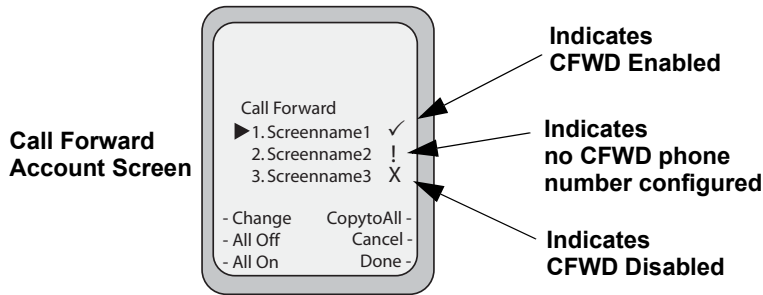 Call Forward
Account Screen
Call Forward
1. Screenname1 ✓
2. Screenname2 !
3. Screenname3 X
- Change CopytoAll -
- All Off Cancel -
- All On Done -
Indicates
CFWD Enabled
Indicates
no CFWD phone
number configured
Indicates
CFWD Disabled